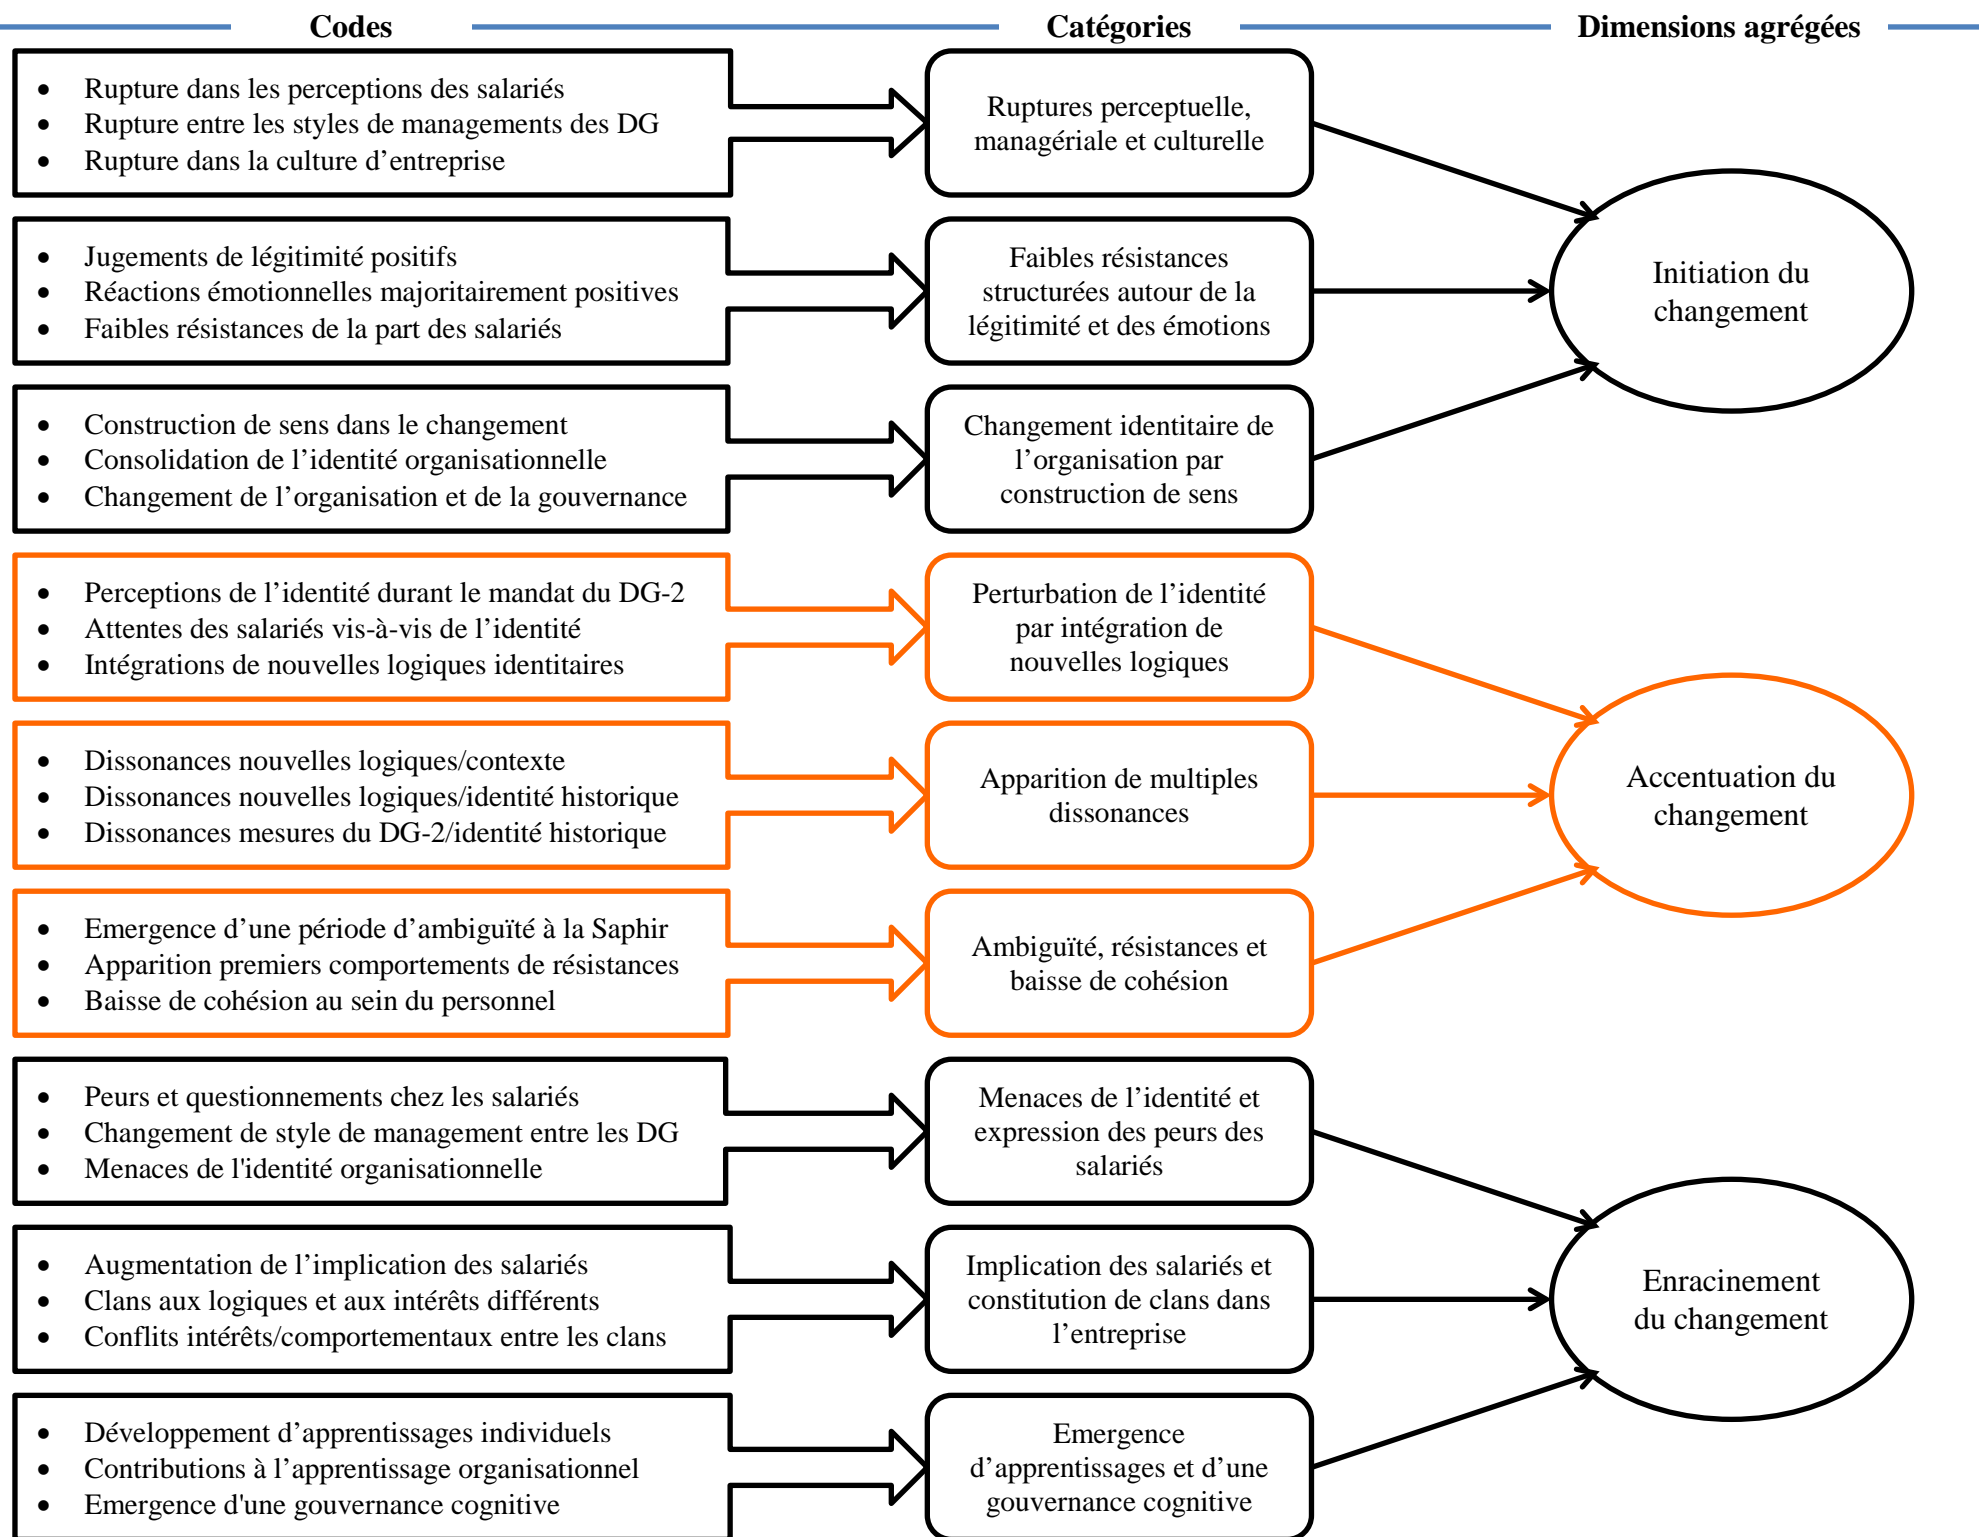 Codes
Catégories
Dimensions agrégées
• Rupture dans les perceptions des salariés
• Rupture entre les styles de managements des DG
• Rupture dans la culture d’entreprise
Ruptures perceptuelle,
managériale et culturelle
• Jugements de légitimité positifs
• Réactions émotionnelles majoritairement positives
• Faibles résistances de la part des salariés
Faibles résistances
structurées autour de la
légitimité et des émotions
Initiation du
changement
• Construction de sens dans le changement
• Consolidation de l’identité organisationnelle
• Changement de l’organisation et de la gouvernance
Changement identitaire de
l’organisation par
construction de sens
• Perceptions de l’identité durant le mandat du DG-2
• Attentes des salariés vis-à-vis de l’identité
• Intégrations de nouvelles logiques identitaires
Perturbation de l’identité
par intégration de
nouvelles logiques
• Dissonances nouvelles logiques/contexte
• Dissonances nouvelles logiques/identité historique
• Dissonances mesures du DG-2/identité historique
Apparition de multiples
dissonances
Accentuation du
changement
• Emergence d’une période d’ambiguïté à la Saphir
• Apparition premiers comportements de résistances
• Baisse de cohésion au sein du personnel
Ambiguïté, résistances et
baisse de cohésion
• Peurs et questionnements chez les salariés
• Changement de style de management entre les DG
• Menaces de l'identité organisationnelle
Menaces de l’identité et
expression des peurs des
salariés
• Augmentation de l’implication des salariés
• Clans aux logiques et aux intérêts différents
• Conflits intérêts/comportementaux entre les clans
Implication des salariés et
constitution de clans dans
l’entreprise
Enracinement
du changement
• Développement d’apprentissages individuels
• Contributions à l’apprentissage organisationnel
• Emergence d'une gouvernance cognitive
Emergence
d’apprentissages et d’une
gouvernance cognitive